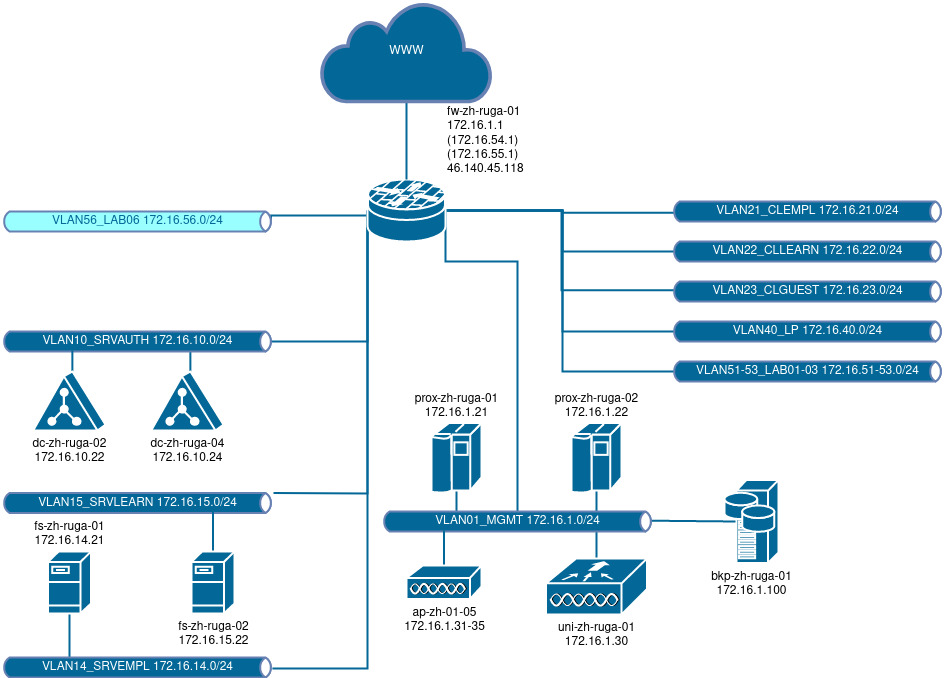 WWW
fw-zh-ruga-01
172.16.1.1
(172.16.54.1)
(172.16.55.1)
46.140.45.118
VLAN56_LAB06 172.16.56.0/24
VLAN21_CLEMPL 172.16.21.0/24
VLAN22_CLLEARN 172.16.22.0/24
VLAN23_CLGUEST 172.16.23.0/24
VLAN40_LP 172.16.40.0/24
VLAN51-53_LAB01-03 172.16.51-53.0/24
VLAN10_SRVAUTH 172.16.10.0/24
dc-zh-ruga-02
172.16.10.22
dc-zh-ruga-04
172.16.10.24
prox-zh-ruga-01
172.16.1.21
prox-zh-ruga-02
172.16.1.22
VLAN15_SRVLEARN 172.16.15.0/24
fs-zh-ruga-01
172.16.14.21
fs-zh-ruga-02
172.16.15.22
VLAN14_SRVEMPL 172.16.14.0/24
VLAN01_MGMT 172.16.1.0/24
ap-zh-01-05
172.16.1.31-35
uni-zh-ruga-01
172.16.1.30
bkp-zh-ruga-01
172.16.1.100